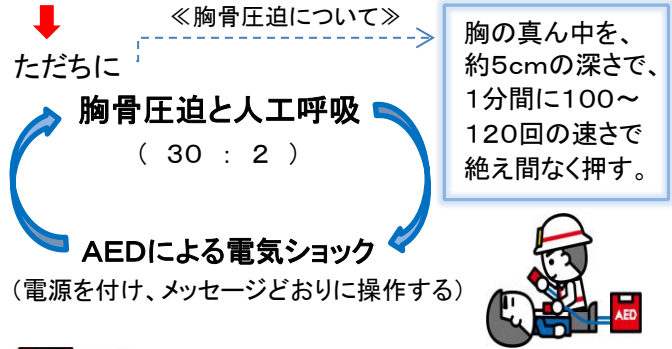 ≪胸骨圧迫について≫
ただちに
胸骨圧迫と人工呼吸
（ 30 ： 2 ）
胸の真ん中を、
約5cmの深さで、
1分間に100～
120回の速さで
絶え間なく押す。
AEDによる電気ショック
（電源を付け、メッセージどおりに操作する）
AED